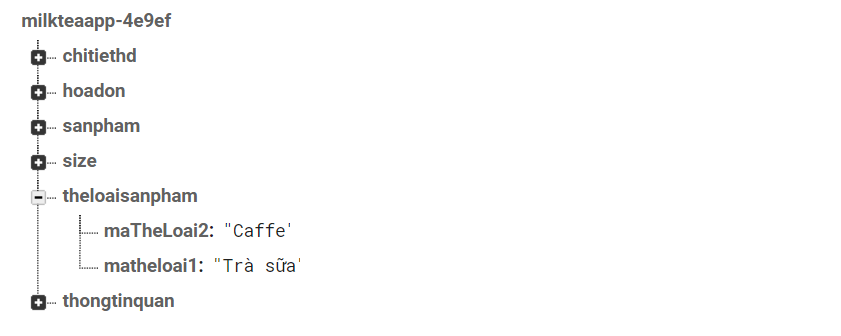 milkteaapp-4e9ef
chitiethd
hoadon
sanpham
size
theloaisanpham
maTheLoai2: "Caffe'
matheloai1: "Trà sữa'
thongtinquan